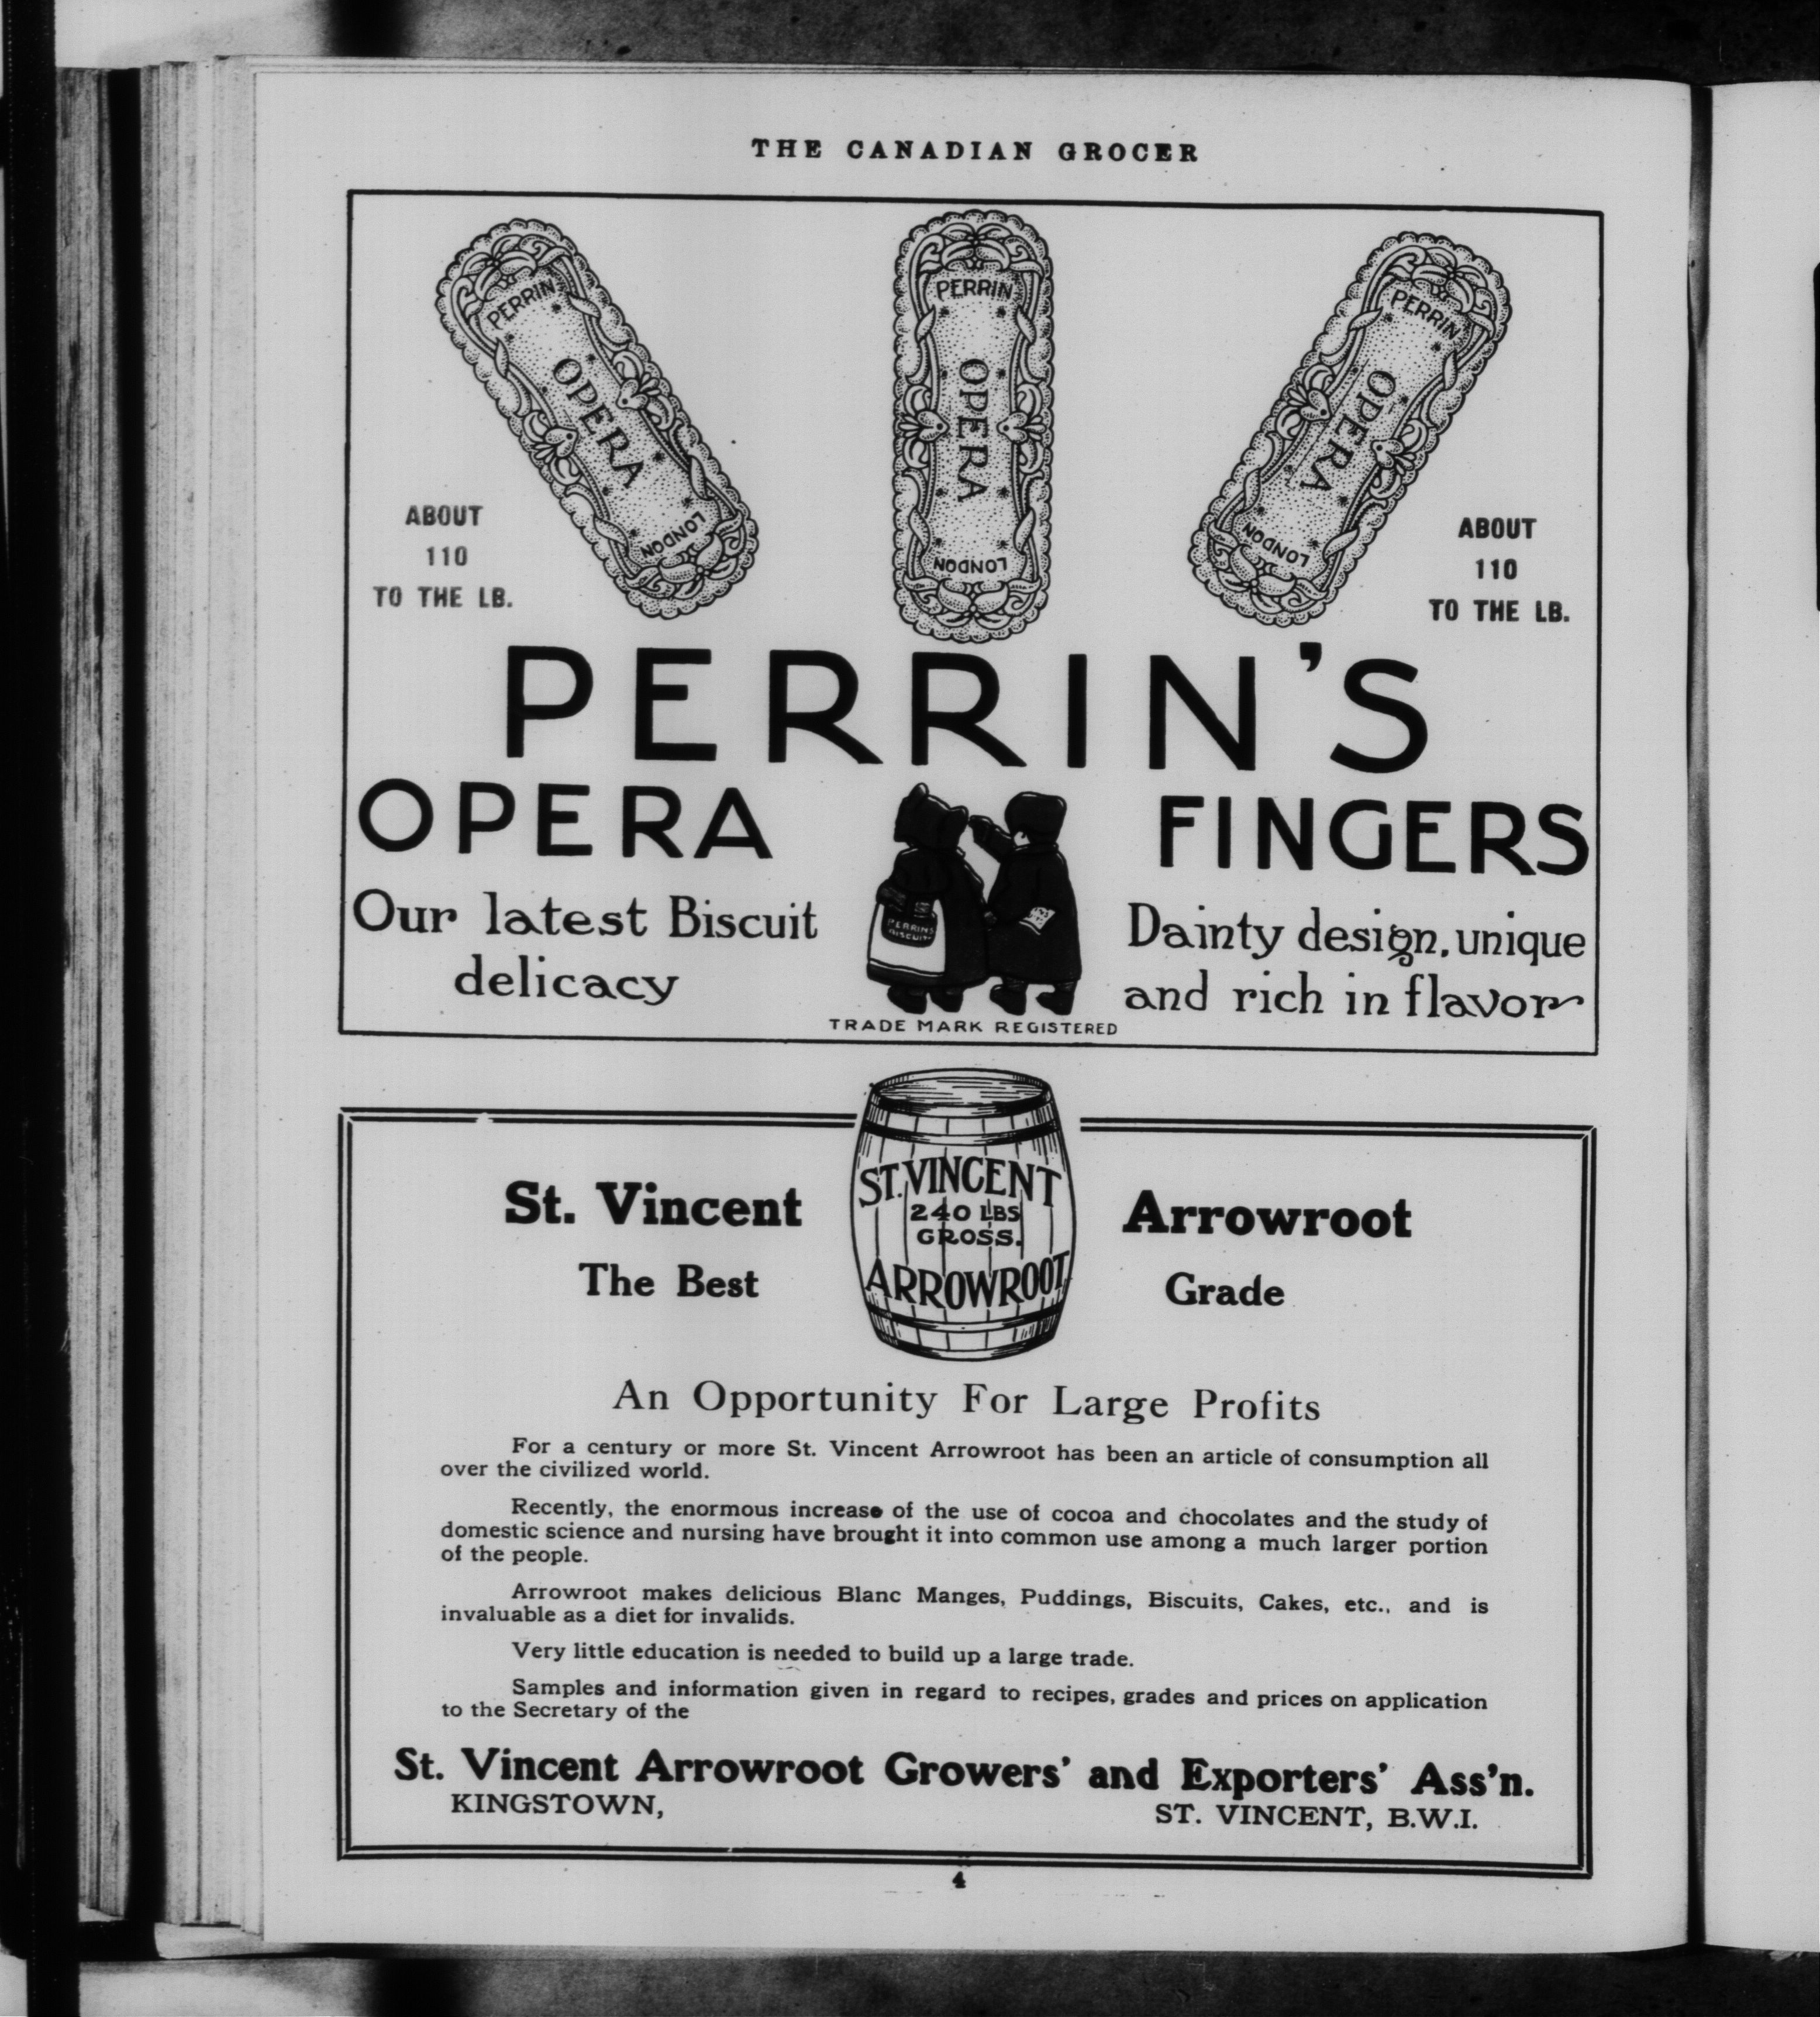 THE CANADIAN GROCER
PERRIN
OPERA
LONDON
PERRIN
OPERA
LONDON
PERRIN
OPERA
LONDON
ABOUT
110
TO THE LB.
ABOUT
110
TO THE LB.
PERRIN'S
OPERA FINGERS
Our latest Biscuit
delicacy
PERRINS
BISCUITS
Dainty design, unique
and rich in flavor
TRADE MARK REGISTERED
St. Vincent Arrowroot
The Best Grade
ST. VINCENT
240 LBS
GROSS.
ARROWROOT
An Opportunity For Large Profits
For a century or more St. Vincent Arrowroot has been an article of consumption all
over the civilized world.
Recently, the enormous increase of the use of cocoa and chocolates and the study of
domestic science and nursing have brought it into common use among a much larger portion
of the people.
Arrowroot makes delicious Blanc Manges, Puddings, Biscuits, Cakes, etc., and is
invaluable as a diet for invalids.
Very little education is needed to build up a large trade.
Samples and information given in regard to recipes, grades and prices on application
to the Secretary of the
St. Vincent Arrowroot Growers' and Exporters' Ass'n.
KINGSTOWN, ST. VINCENT, B.W.I.
4